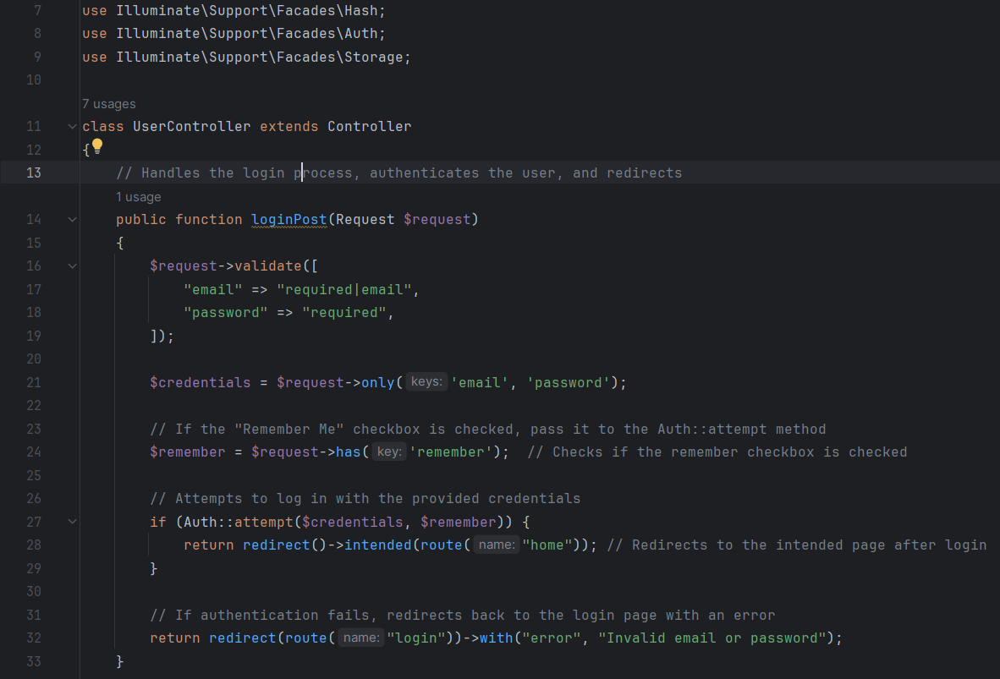 7 use Illuminate\Support\Facades\Hash;
8 use Illuminate\Support\Facades\Auth;
9 use Illuminate\Support\Facades\Storage;
10
7 usages
11 class UserController extends Controller
12 {
13 // Handles the login process, authenticates the user, and redirects
1 usage
14 public function loginPost(Request $request)
15 {
16 $request->validate([
17 "email" => "required|email",
18 "password" => "required",
19 ]);
20
21 $credentials = $request->only( keys: 'email', 'password');
22
23 // If the "Remember Me" checkbox is checked, pass it to the Auth::attempt method
24 $remember = $request->has( key: 'remember'); // Checks if the remember checkbox is checked
25
26 // Attempts to log in with the provided credentials
27 if (Auth::attempt($credentials, $remember)) {
28 return redirect()->intended(route( name: "home")); // Redirects to the intended page after login
29 }
30
31 // If authentication fails, redirects back to the login page with an error
32 return redirect(route( name: "login"))->with("error", "Invalid email or password");
33 }